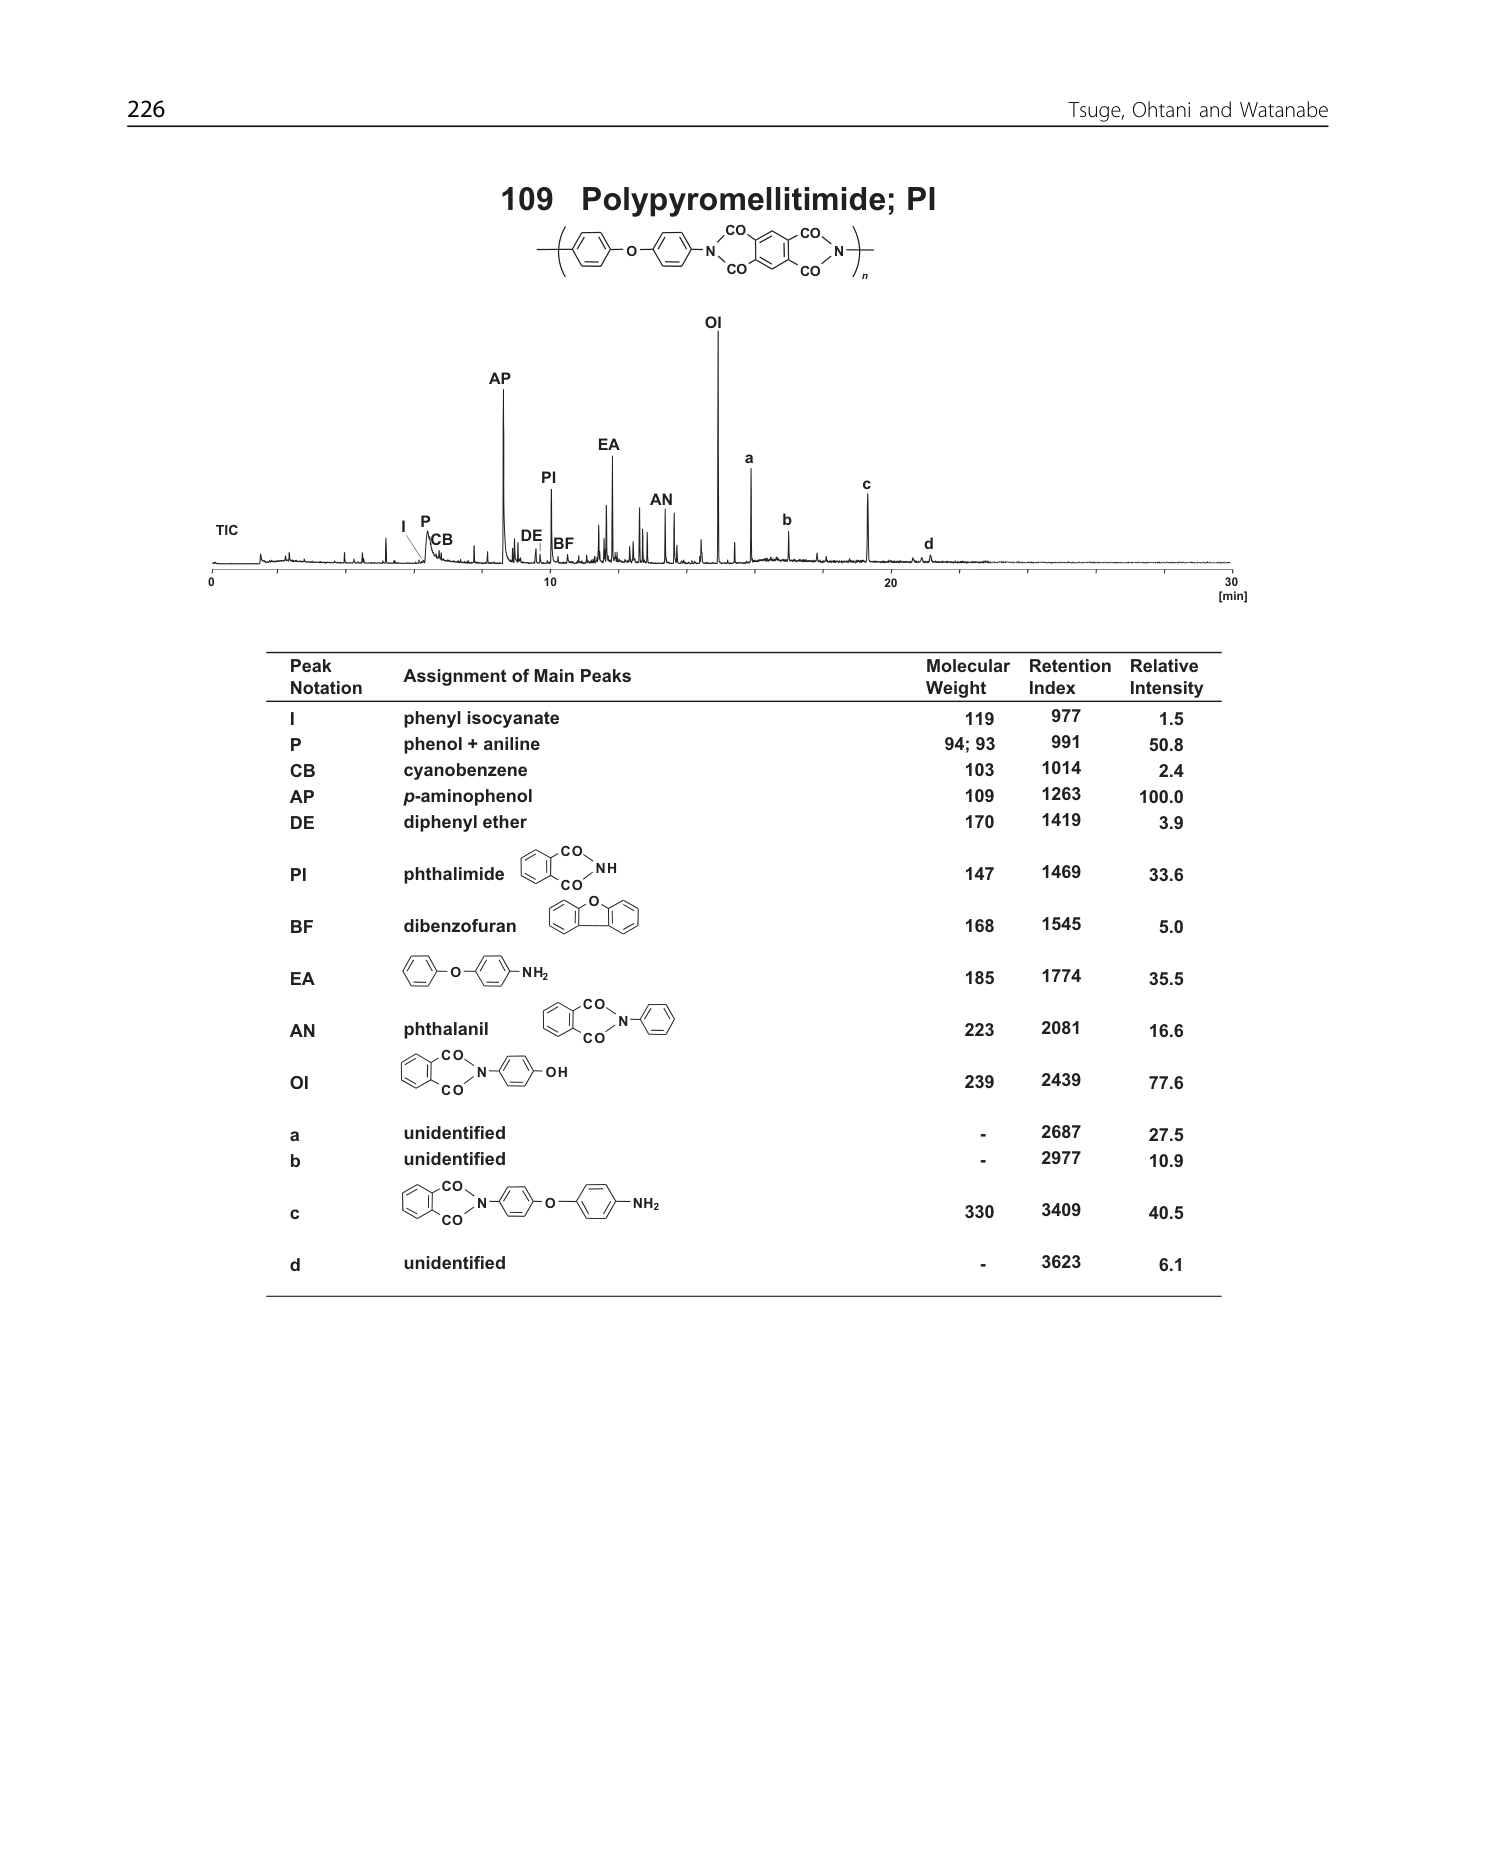 226 Tsuge, Ohtani and Watanabe
109 Polypyromellitimide; PI
O N CO CO CO CO N n
OI
AP
EA
a
PI
c
AN
b
I P
TIC
CB DE BF d
0 10 20 30
[min]
Peak Notation Assignment of Main Peaks Molecular Weight Retention Index Relative Intensity
I phenyl isocyanate 119 977 1.5
P phenol + aniline 94; 93 991 50.8
CB cyanobenzene 103 1014 2.4
AP p-aminophenol 109 1263 100.0
DE diphenyl ether 170 1419 3.9
PI phthalimide CO CO NH 147 1469 33.6
BF dibenzofuran O 168 1545 5.0
EA O NH2 185 1774 35.5
AN phthalanil CO CO N 223 2081 16.6
OI CO CO N OH 239 2439 77.6
a unidentified - 2687 27.5
b unidentified - 2977 10.9
c CO CO N O NH2 330 3409 40.5
d unidentified - 3623 6.1